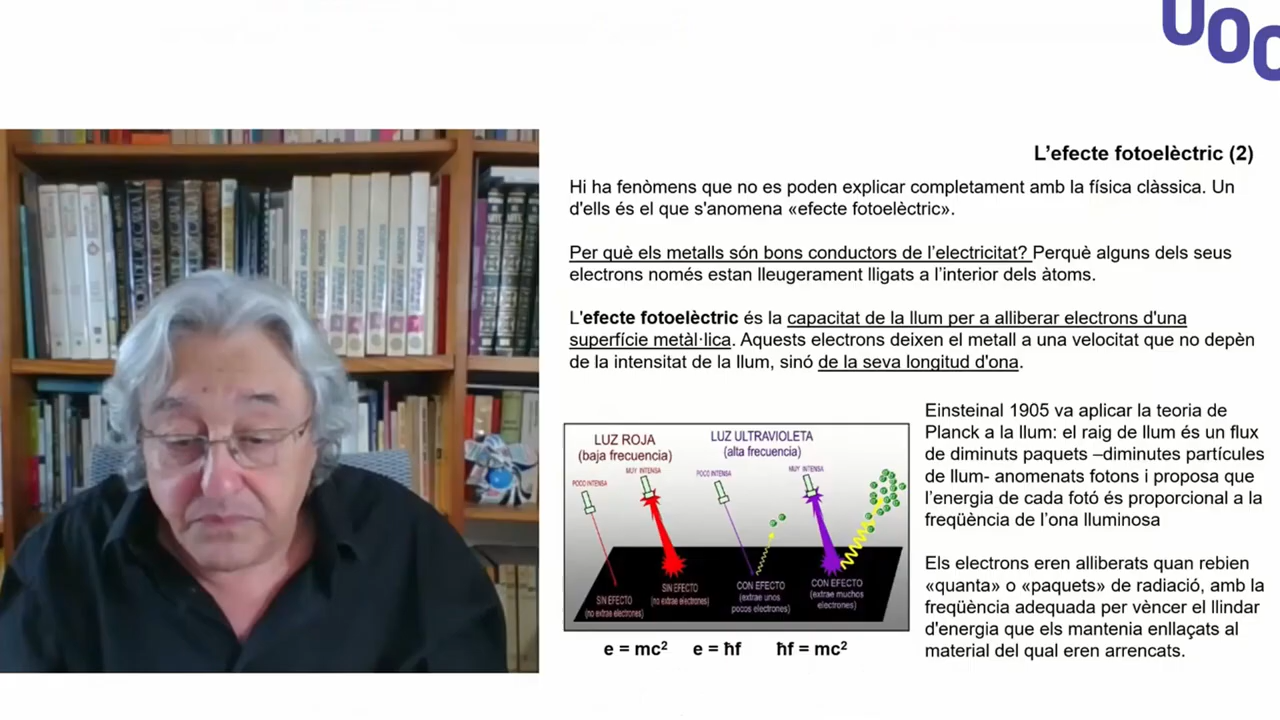 UOC
L'efecte fotoelèctric (2)
Hi ha fenòmens que no es poden explicar completament amb la física clàssica. Un
d'ells és el que s'anomena «efecte fotoelèctric».
Per què els metalls són bons conductors de l'electricitat? Perquè alguns dels seus
electrons només estan lleugerament lligats a l'interior dels àtoms.
L'efecte fotoelèctric és la capacitat de la llum per a alliberar electrons d'una
superfície metàl·lica. Aquests electrons deixen el metall a una velocitat que no depèn
de la intensitat de la llum, sinó de la seva longitud d'ona.
LUZ ROJA
(baja frecuencia)
LUZ ULTRAVIOLETA
(alta frecuencia)
POCO INTENSA
MUY INTENSA
POCO INTENSA
MUY INTENSA
SIN EFECTO
(no extrae electrones)
SIN EFECTO
(no extrae electrones)
CON EFECTO
(extrae unos
pocos electrones)
CON EFECTO
(extrae muchos
electrones)
e = mc² e = ħf ħf = mc²
Einsteinal 1905 va aplicar la teoria de
Planck a la llum: el raig de llum és un flux
de diminuts paquets –diminutes partícules
de llum- anomenats fotons i proposa que
l'energia de cada fotó és proporcional a la
freqüència de l'ona lluminosa
Els electrons eren alliberats quan rebien
«quanta» o «paquets» de radiació, amb la
freqüència adequada per vèncer el llindar
d'energia que els mantenia enllaçats al
material del qual eren arrencats.